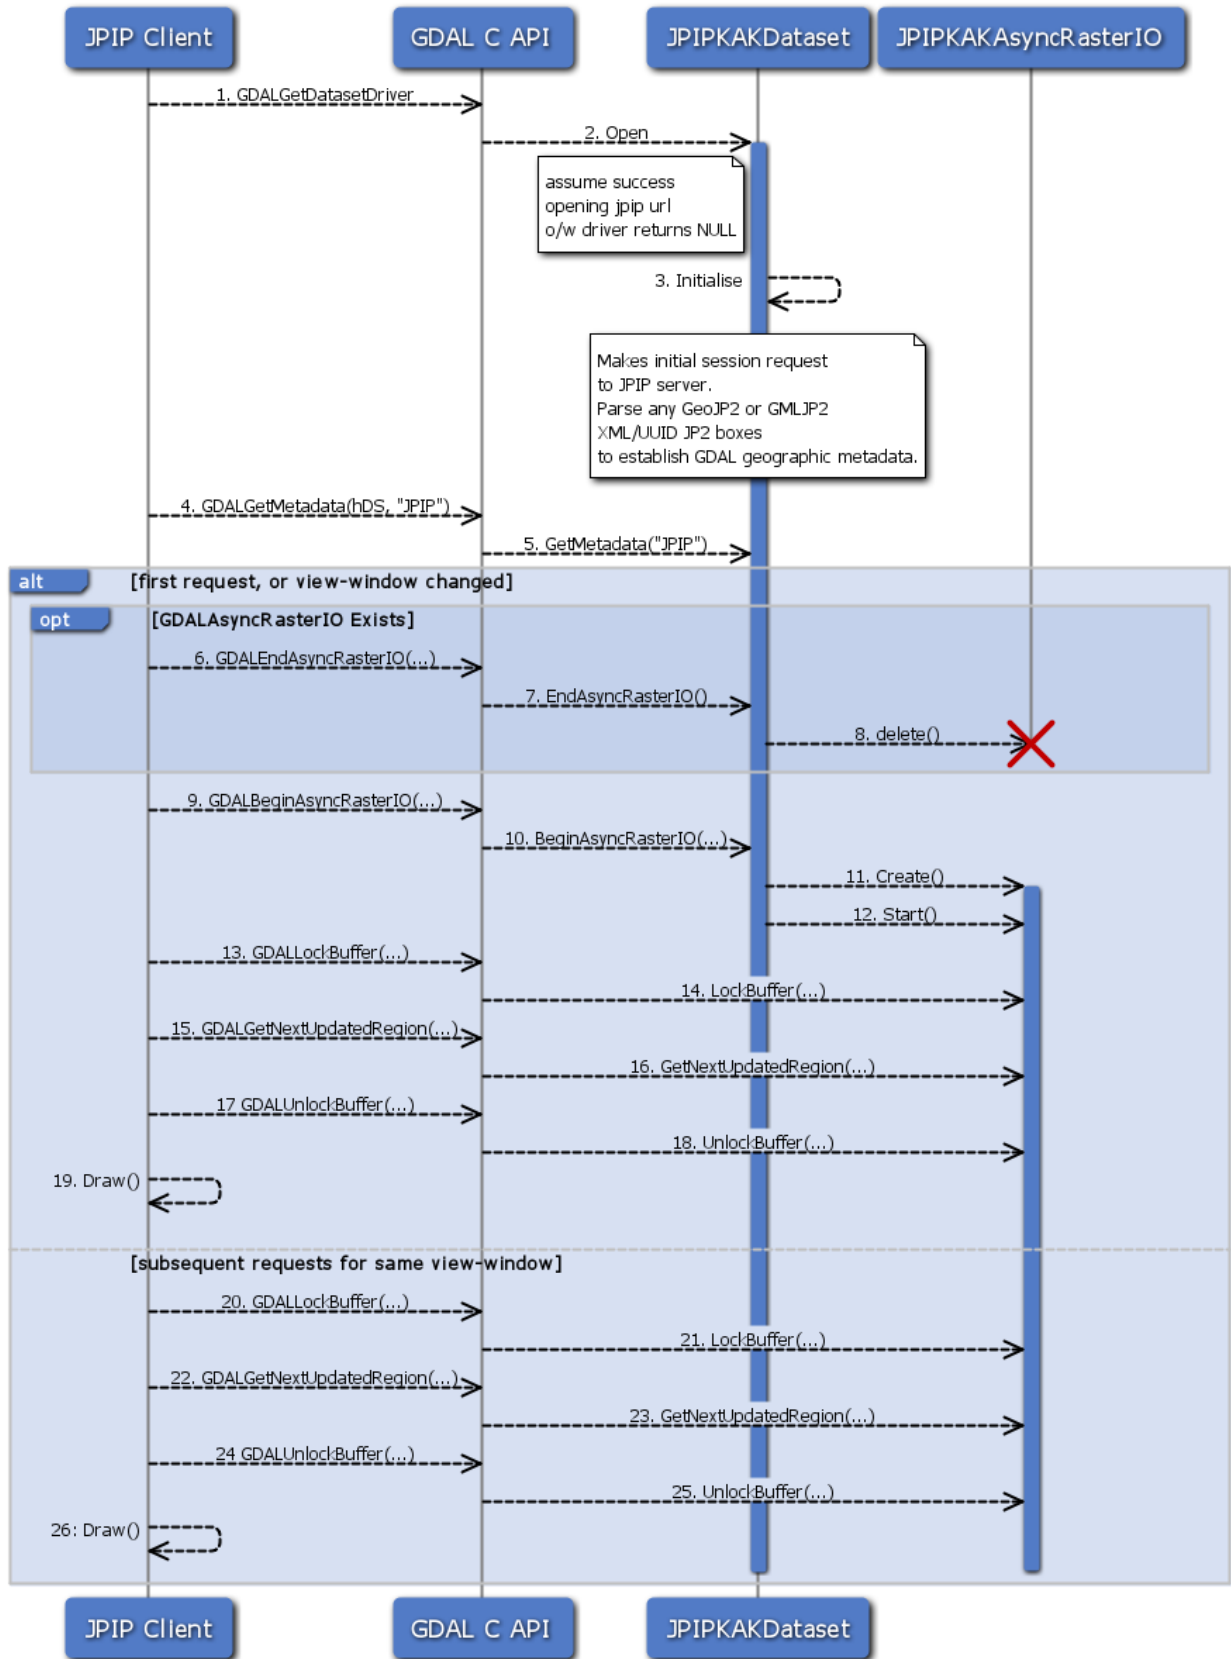 JPIP Client
GDAL C API
JPIPKAKDataset
JPIPKAKAsyncRasterIO
1. GDALGetDatasetDriver
2. Open
assume success
opening jpip url
o/w driver returns NULL
3. Initialise
Makes initial session request
to JPIP server.
Parse any GeoJP2 or GMLJP2
XML/UUID JP2 boxes
to establish GDAL geographic metadata.
4. GDALGetMetadata(hDS, "JPIP")
5. GetMetadata("JPIP")
alt [first request, or view-window changed]
opt [GDALAsyncRasterIO Exists]
6. GDALEndAsyncRasterIO(...)
7. EndAsyncRasterIO()
8. delete()
9. GDALBeginAsyncRasterIO(...)
10. BeginAsyncRasterIO(...)
11. Create()
12. Start()
13. GDALLockBuffer(...)
14. LockBuffer(...)
15. GDALGetNextUpdatedRegion(...)
16. GetNextUpdatedRegion(...)
17 GDALUnlockBuffer(...)
18. UnlockBuffer(...)
19. Draw()
[subsequent requests for same view-window]
20. GDALLockBuffer(...)
21. LockBuffer(...)
22. GDALGetNextUpdatedRegion(...)
23. GetNextUpdatedRegion(...)
24 GDALUnlockBuffer(...)
25. UnlockBuffer(...)
26: Draw()
JPIP Client
GDAL C API
JPIPKAKDataset